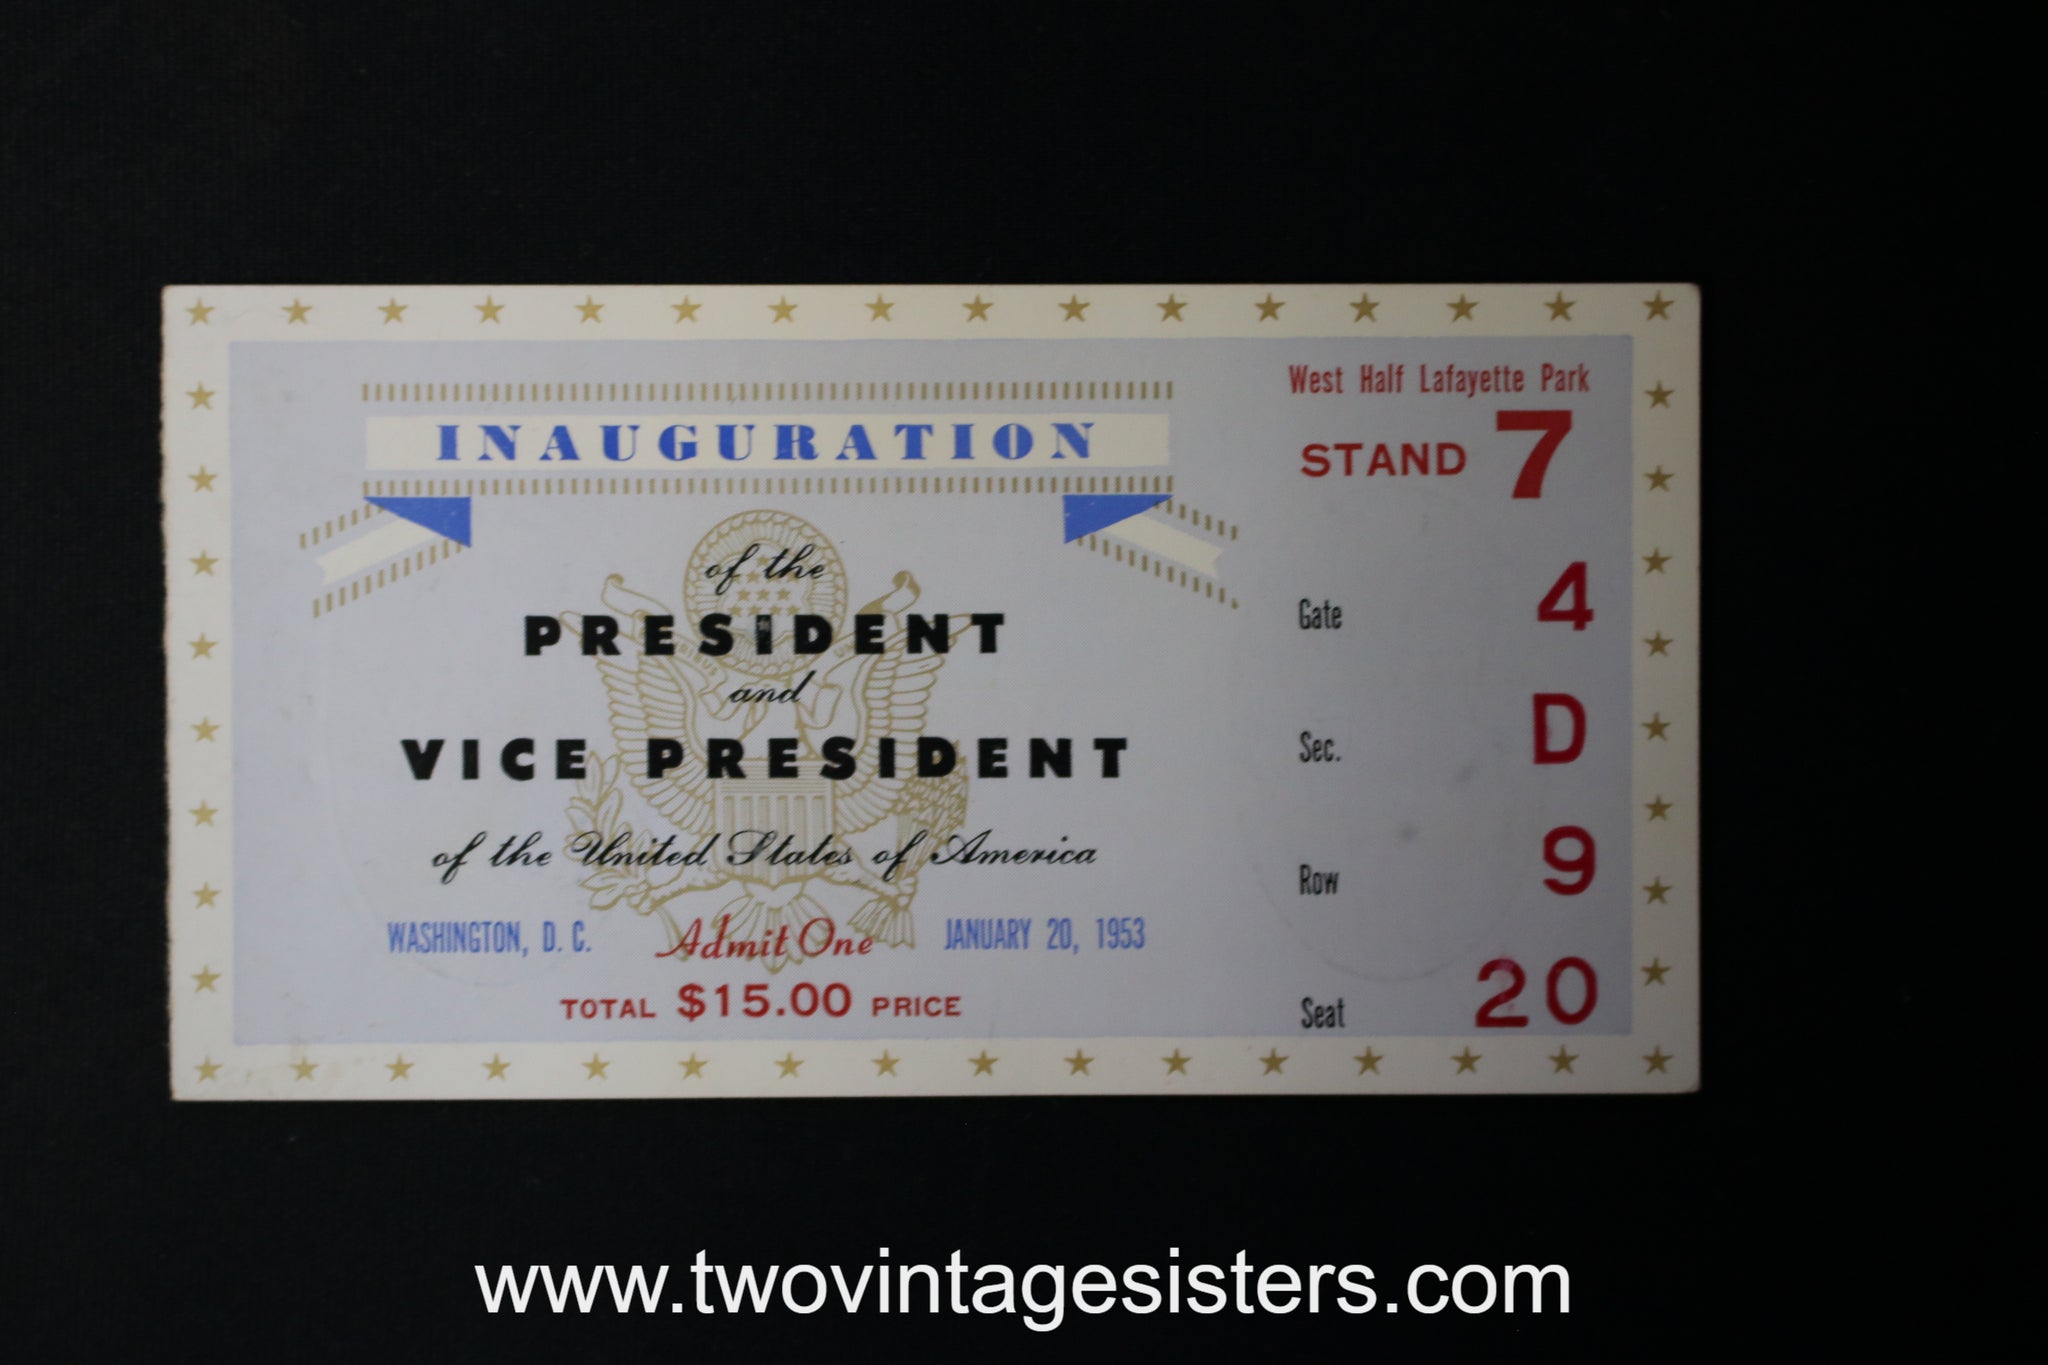 INAUGURATION
of the
PRESIDENT
and
VICE PRESIDENT
of the United States of America
WASHINGTON, D. C. Admit One JANUARY 20, 1953
TOTAL $15.00 PRICE
West Half Lafayette Park
STAND 7
Gate 4
Sec. D
Row 9
Seat 20
www.twovintagesisters.com